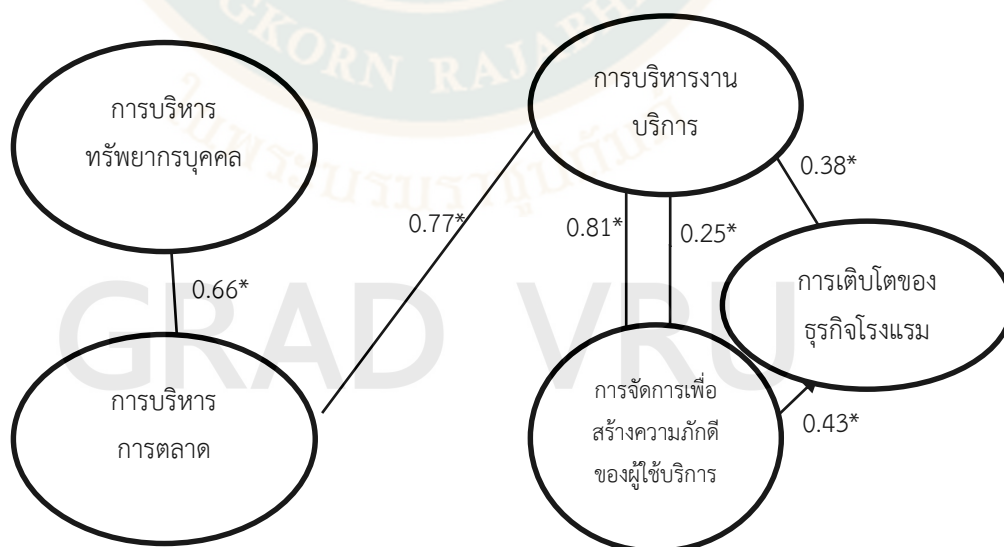 GKORN RAJABH
การบริหาร
ทรัพยากรบุคคล
การบริหารงาน
บริการ
0.38*
0.77*
0.81*
0.25*
การเติบโตของ
ธุรกิจโรงแรม
0.66*
GRAD VRU
การบริหาร
การตลาด
การจัดการเพื่อ
สร้างความภักดี
ของผู้ใช้บริการ
0.43*